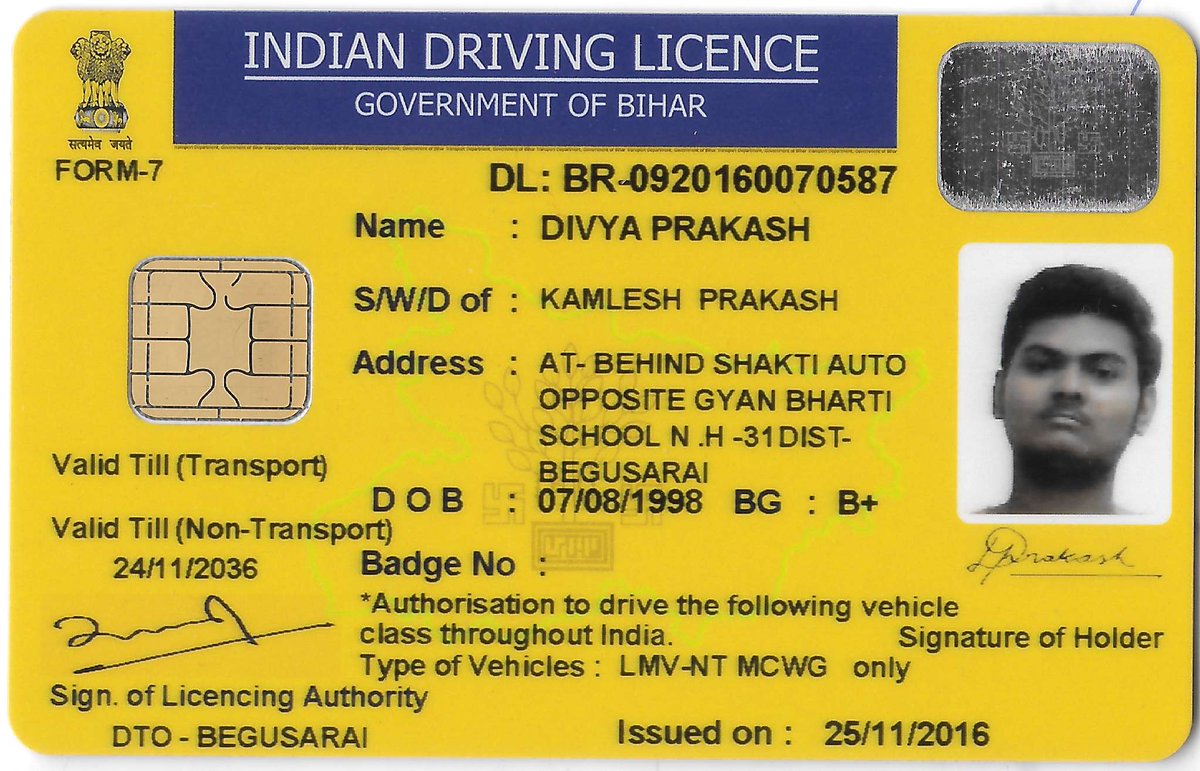 INDIAN DRIVING LICENCE
GOVERNMENT OF BIHAR
सत्यमेव जयते
FORM-7
DL: BR-0920160070587
Name : DIVYA PRAKASH
S/W/D of : KAMLESH PRAKASH
Address : AT- BEHIND SHAKTI AUTO
OPPOSITE GYAN BHARTI
SCHOOL N .H -31DIST-
BEGUSARAI
Valid Till (Transport)
D O B : 07/08/1998 BG : B+
Valid Till (Non-Transport)
24/11/2036
Badge No :
DPrakash
*Authorisation to drive the following vehicle
class throughout India.
Signature of Holder
Type of Vehicles : LMV-NT MCWG only
Sign. of Licencing Authority
DTO - BEGUSARAI
Issued on : 25/11/2016